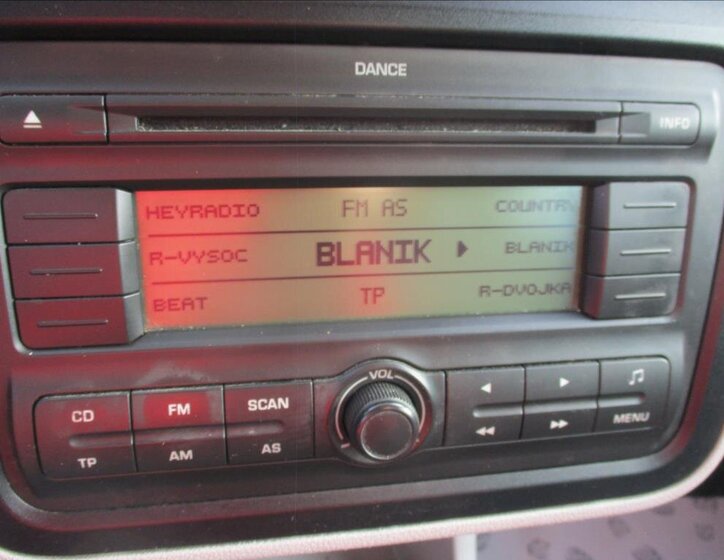 DANCE
INFO
HEYRADIO FM AS COUNTRY
R-VYSOC BLANIK BLANIK
BEAT TP R-DVOJKA
VOL
CD FM SCAN
TP AM AS MENU